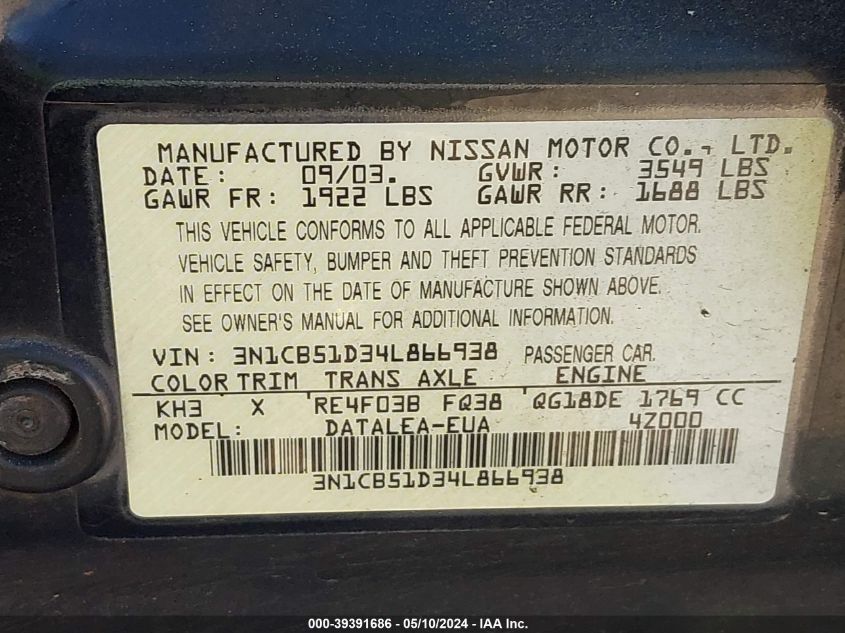 MANUFACTURED BY NISSAN MOTOR CO., LTD.
DATE: 09/03. GVWR: 3549 LBS
GAWR FR: 1922 LBS GAWR RR: 1688 LBS
THIS VEHICLE CONFORMS TO ALL APPLICABLE FEDERAL MOTOR.
VEHICLE SAFETY, BUMPER AND THEFT PREVENTION STANDARDS
IN EFFECT ON THE DATE OF MANUFACTURE SHOWN ABOVE.
SEE OWNER'S MANUAL FOR ADDITIONAL INFORMATION.
VIN: 3N1CB51D34L866938 PASSENGER CAR.
COLOR TRIM TRANS AXLE ENGINE
KH3 X RE4F03B FQ38 QG18DE 1769 CC
MODEL: DATALEA-EUA 4Z000
3N1CB51D34L866938
000-39391686 - 05/10/2024 - IAA Inc.